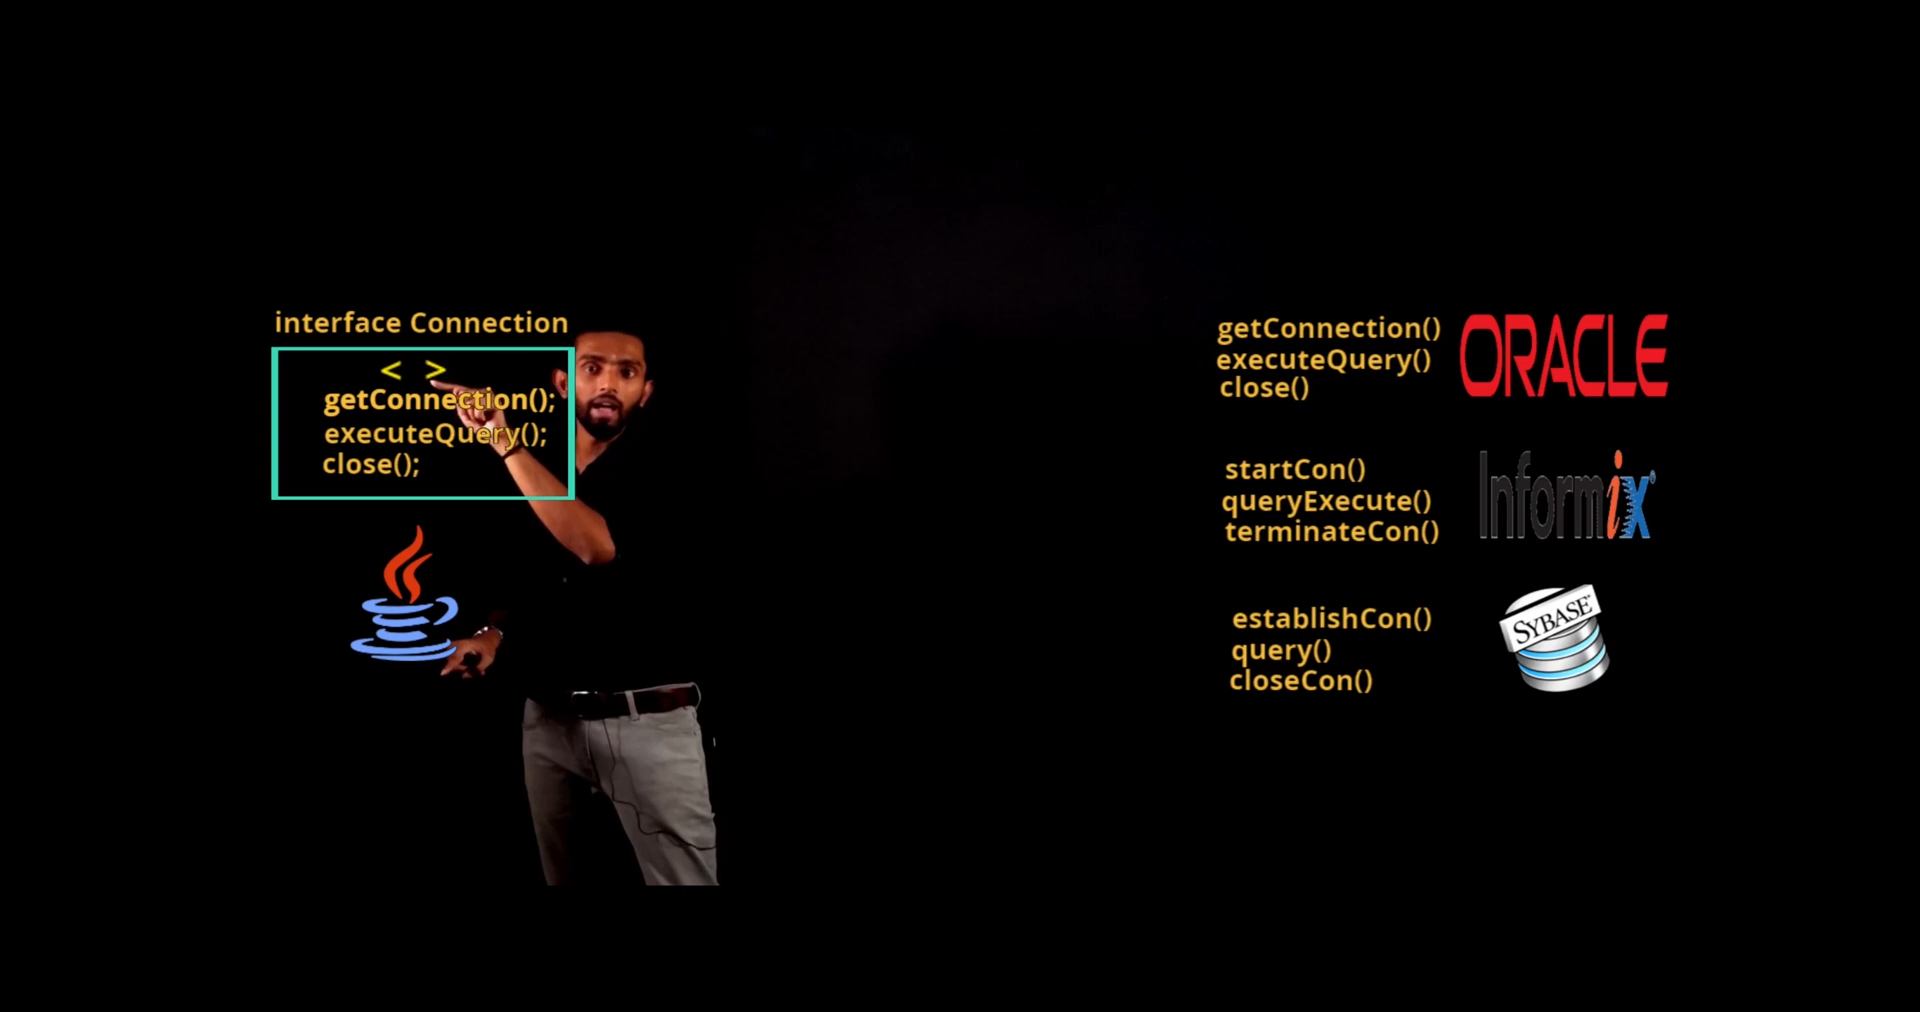 interface Connection
< >
getConnection();
executeQuery();
close();
getConnection()
executeQuery()
close()
ORACLE
startCon()
queryExecute()
terminateCon()
Informix
establishCon()
query()
closeCon()
SYBASE